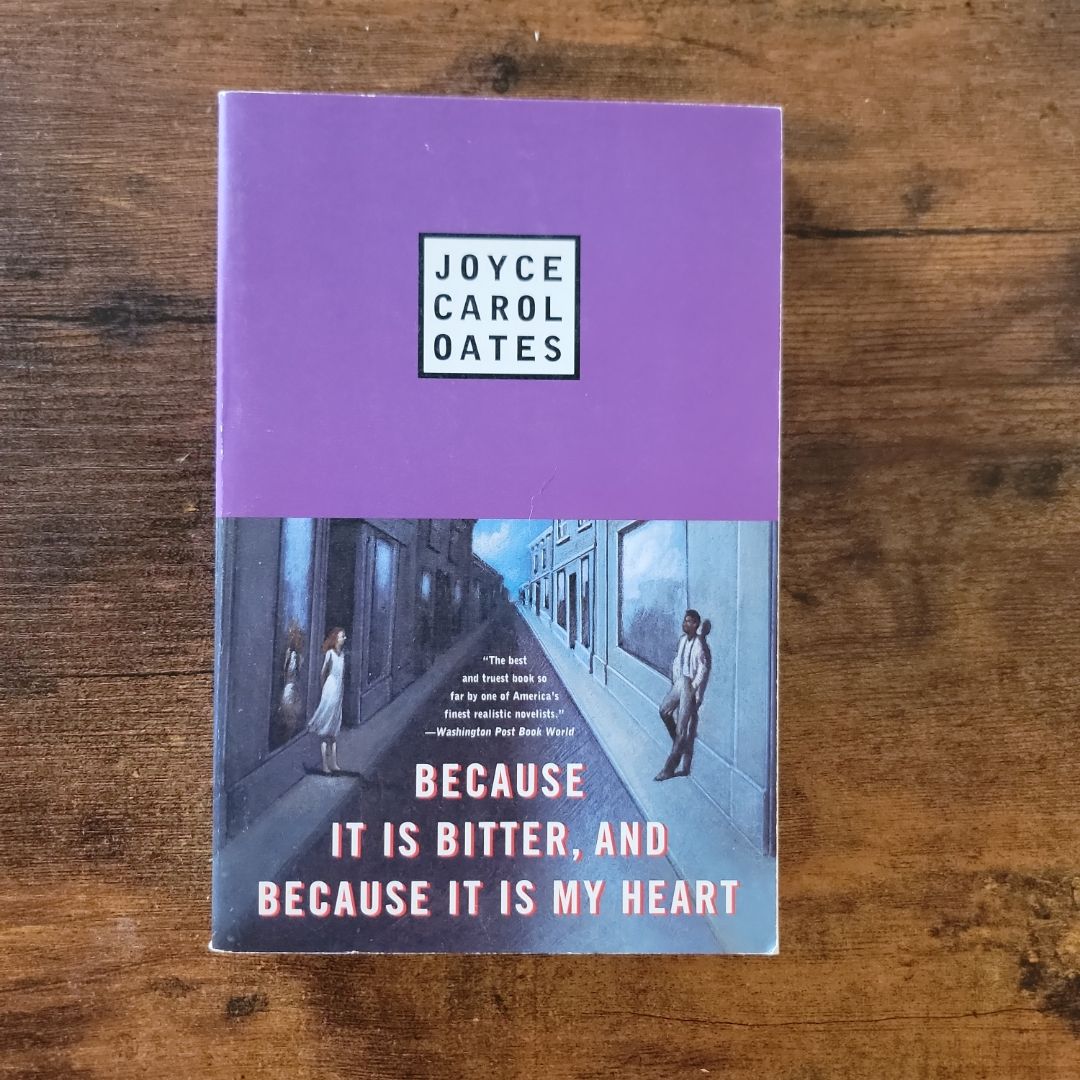 JOYCE
CAROL
OATES
“The best
and truest book so
far by one of America's
finest realistic novelists.”
—Washington Post Book World
BECAUSE
IT IS BITTER, AND
BECAUSE IT IS MY HEART